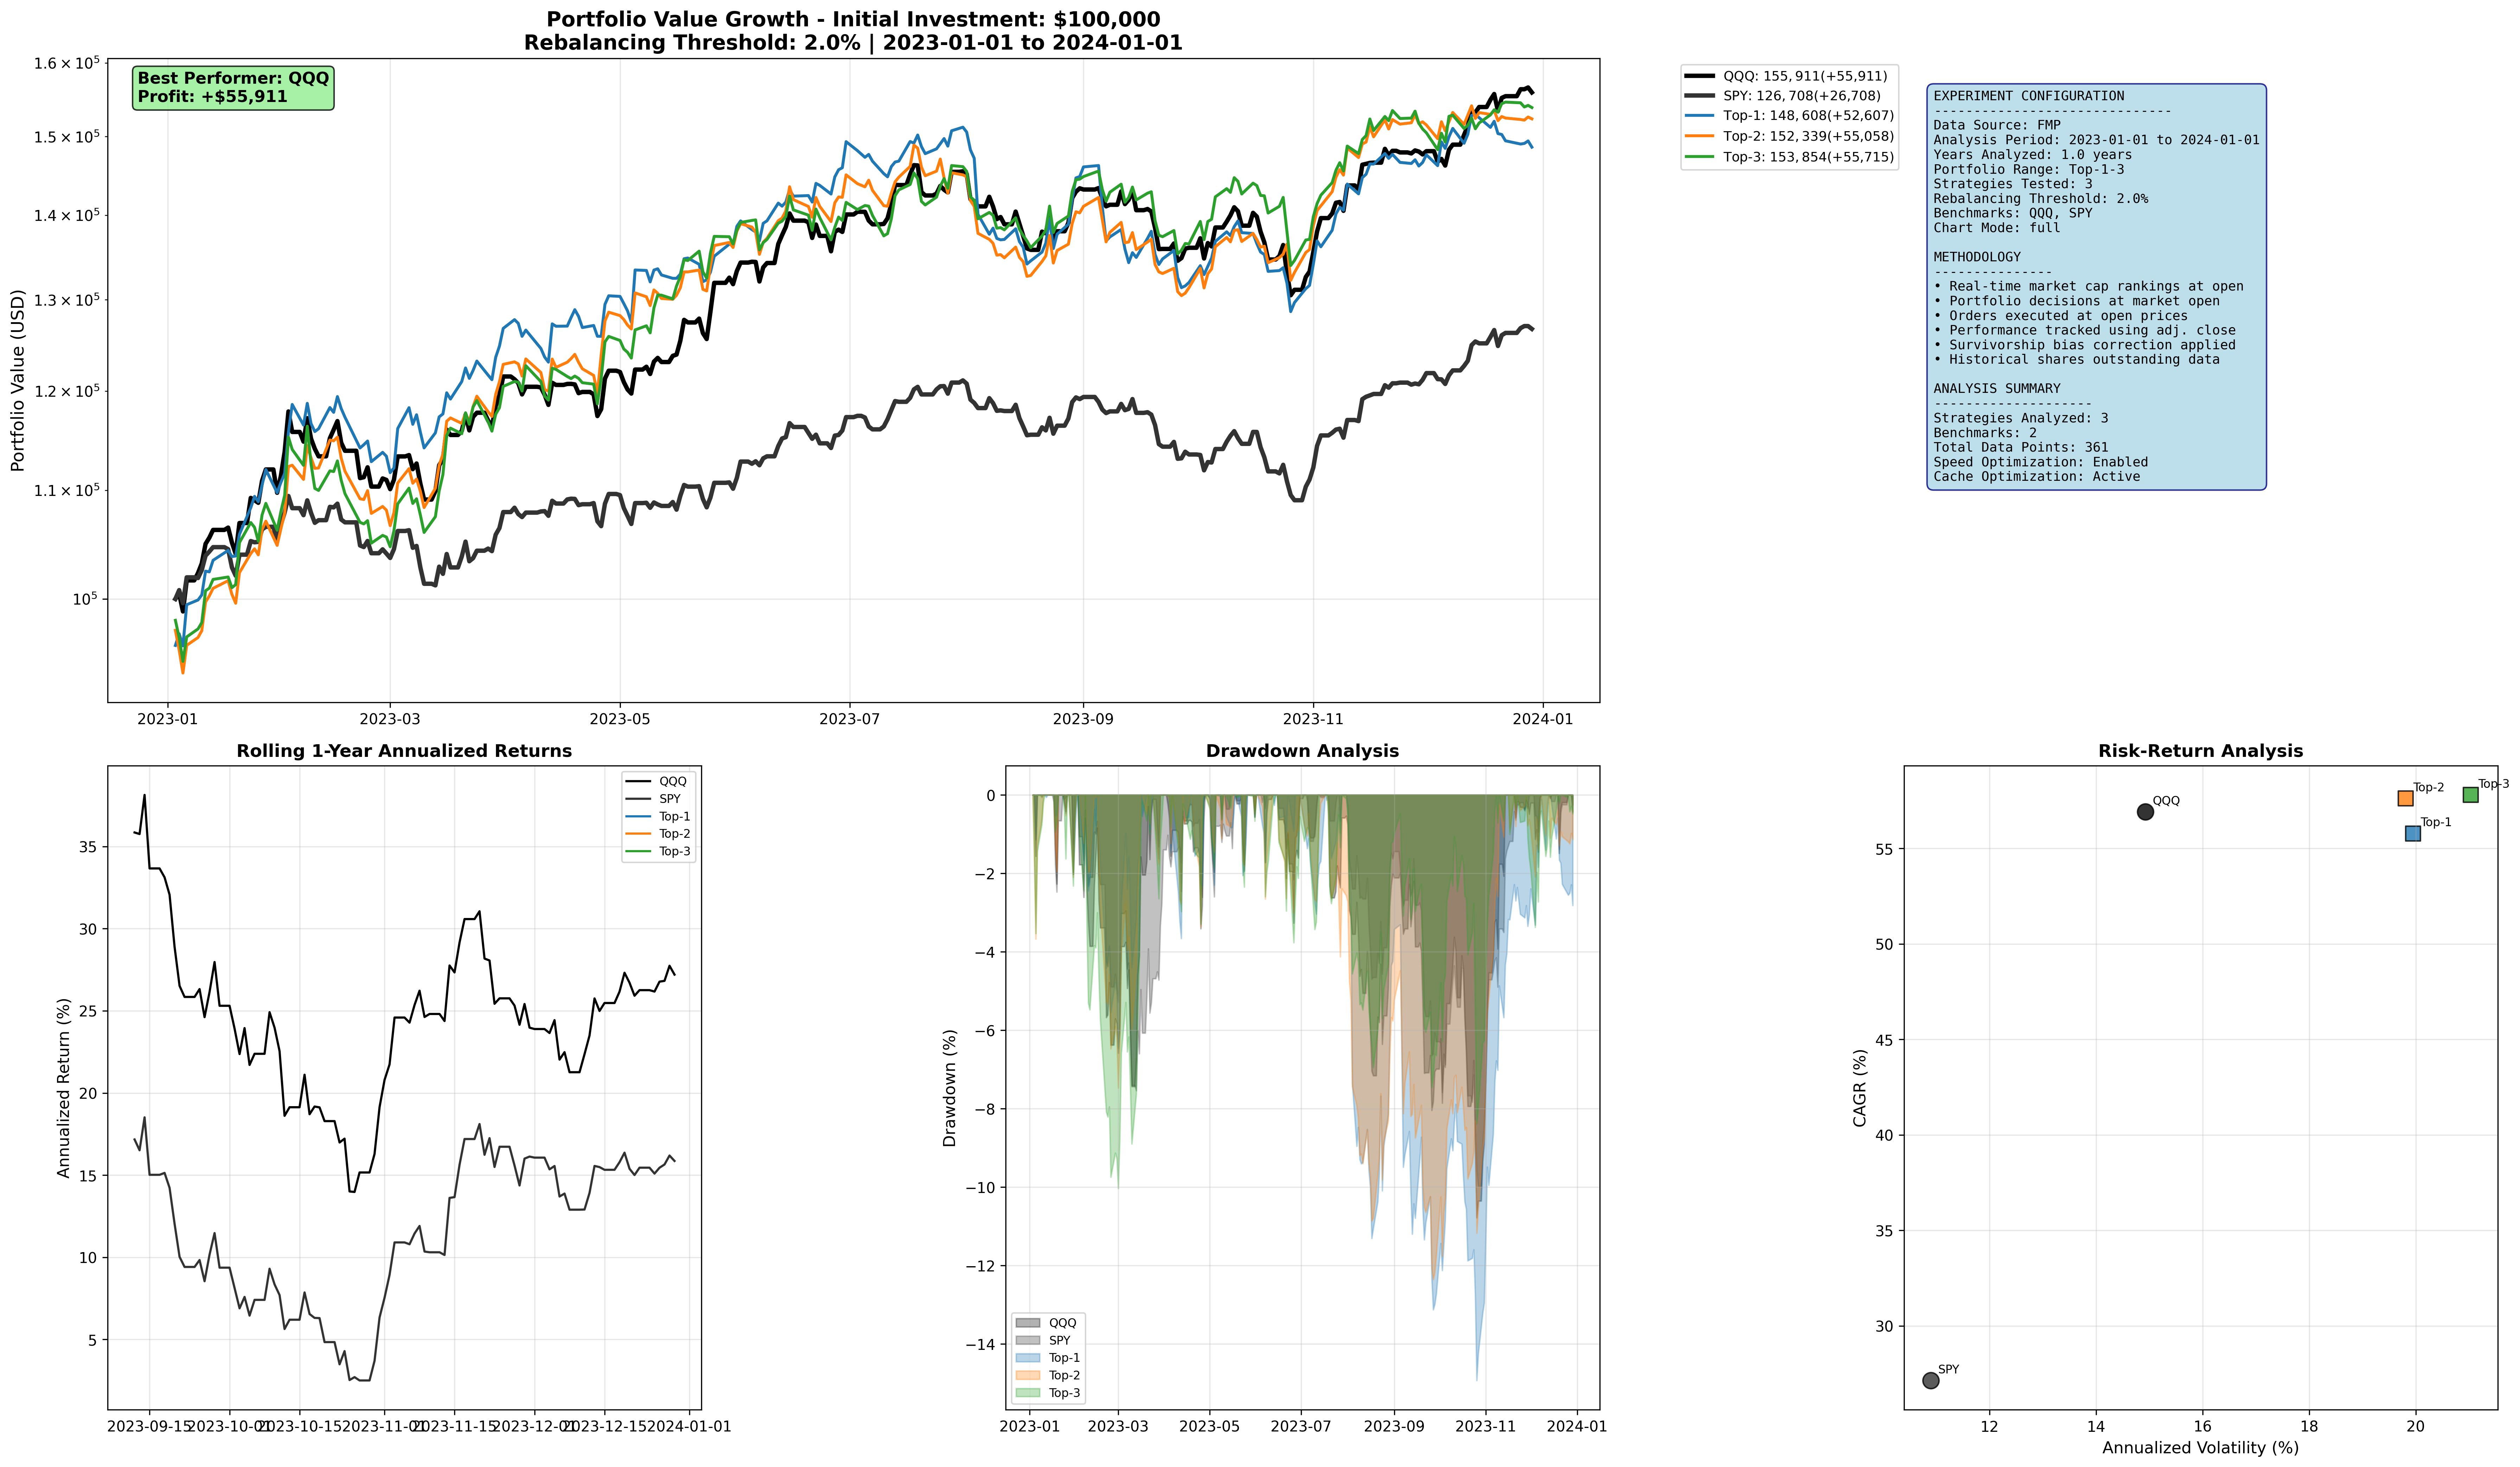 Portfolio Value Growth - Initial Investment: $100,000
Rebalancing Threshold: 2.0% | 2023-01-01 to 2024-01-01
Best Performer: QQQ
Profit: +$55,911
Portfolio Value (USD)
1.6 × 10⁵
1.5 × 10⁵
1.4 × 10⁵
1.3 × 10⁵
1.2 × 10⁵
1.1 × 10⁵
10⁵
2023-01
2023-03
2023-05
2023-07
2023-09
2023-11
2024-01
QQQ: 155,911(+55,911)
SPY: 126,708(+26,708)
Top-1: 148,608(+52,607)
Top-2: 152,339(+55,058)
Top-3: 153,854(+55,715)
EXPERIMENT CONFIGURATION
------------------------------
Data Source: FMP
Analysis Period: 2023-01-01 to 2024-01-01
Years Analyzed: 1.0 years
Portfolio Range: Top-1-3
Strategies Tested: 3
Rebalancing Threshold: 2.0%
Benchmarks: QQQ, SPY
Chart Mode: full
METHODOLOGY
---------------
• Real-time market cap rankings at open
• Portfolio decisions at market open
• Orders executed at open prices
• Performance tracked using adj. close
• Survivorship bias correction applied
• Historical shares outstanding data
ANALYSIS SUMMARY
--------------------
Strategies Analyzed: 3
Benchmarks: 2
Total Data Points: 361
Speed Optimization: Enabled
Cache Optimization: Active
Rolling 1-Year Annualized Returns
Annualized Return (%)
35
30
25
20
15
10
5
QQQ
SPY
Top-1
Top-2
Top-3
2023-09-15
2023-10-01
2023-10-15
2023-11-01
2023-11-15
2023-12-01
2023-12-15
2024-01-01
Drawdown Analysis
Drawdown (%)
0
−2
−4
−6
−8
−10
−12
−14
QQQ
SPY
Top-1
Top-2
Top-3
2023-01
2023-03
2023-05
2023-07
2023-09
2023-11
2024-01
Risk-Return Analysis
CAGR (%)
55
50
45
40
35
30
QQQ
Top-2
Top-3
Top-1
SPY
12
14
16
18
20
Annualized Volatility (%)